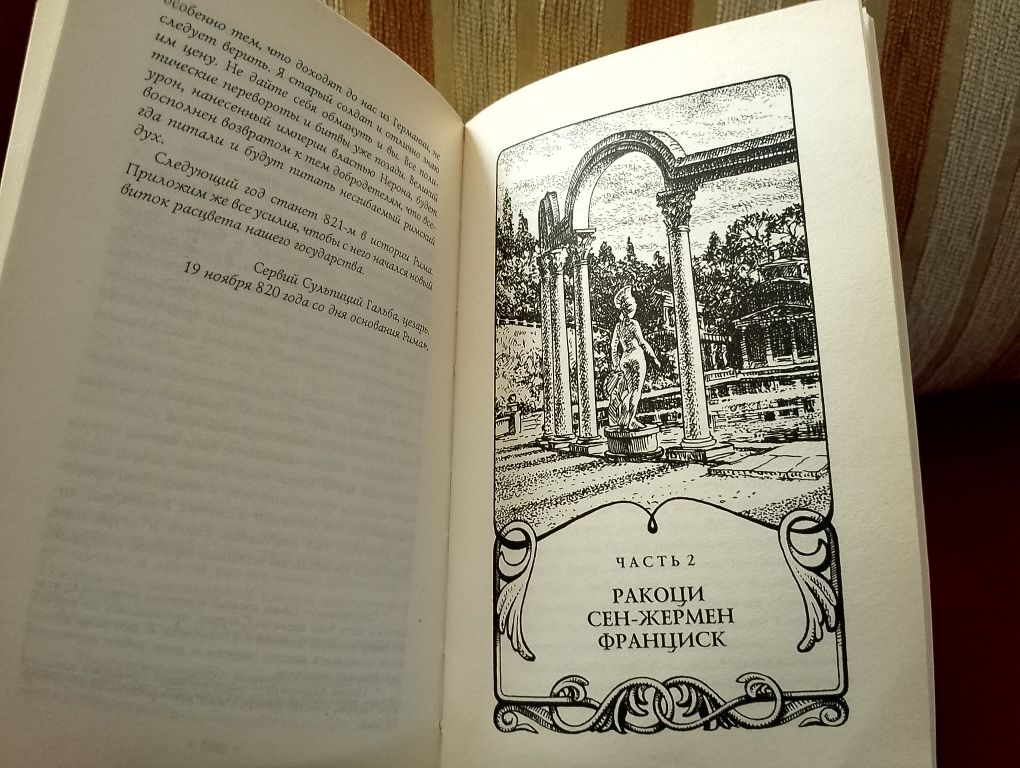 особенно тем, что доходят до нас из Германии, не
следует верить. Я старый солдат и отлично знаю
им цену. Не дайте себя обмануть и вы. Все поли-
тические перевороты и битвы уже позади. Великий
урон, нанесенный империи властью Нерона, будет
восполнен возвратом к тем добродетелям, что все-
гда питали и будут питать несгибаемый римский
дух.
Следующий год станет 821-м в истории Рима.
Приложим же все усилия, чтобы с него начался новый
виток расцвета нашего государства.
Сервий Сульпиций Гальба, цезарь.
19 ноября 820 года со дня основания Рима».
ЧАСТЬ 2
РАКОЦИ
СЕН-ЖЕРМЕН
ФРАНЦИСК